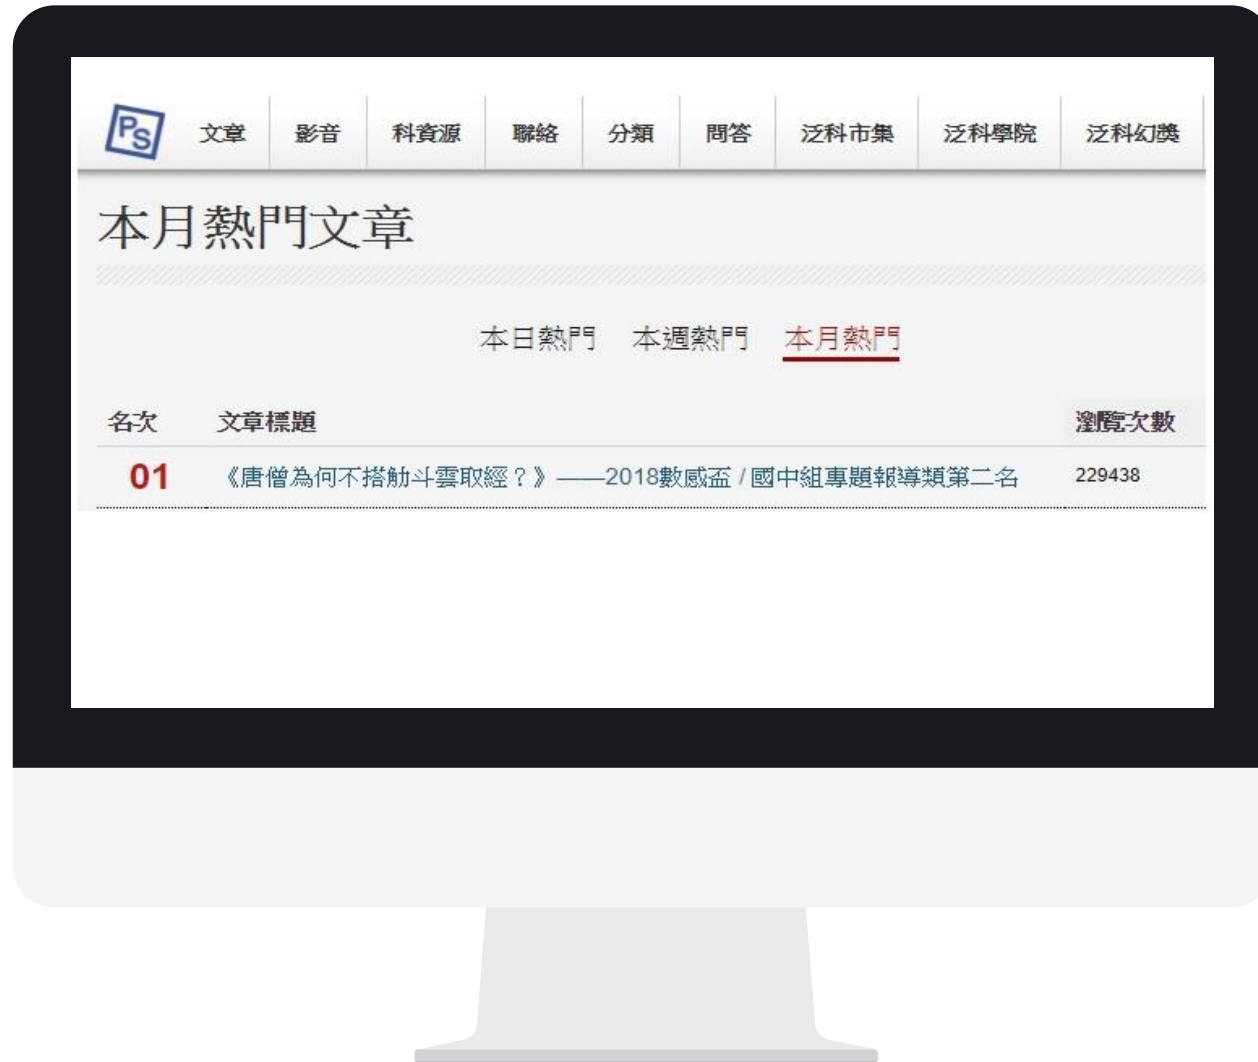 PS 文章 影音 科資源 聯絡 分類 問答 泛科市集 泛科學院 泛科幻獎
本月熱門文章
本日熱門 本週熱門 本月熱門
名次 文章標題 瀏覽次數
01 《唐僧為何不搭觔斗雲取經？》——2018數感盃 / 國中組專題報導類第二名 229438